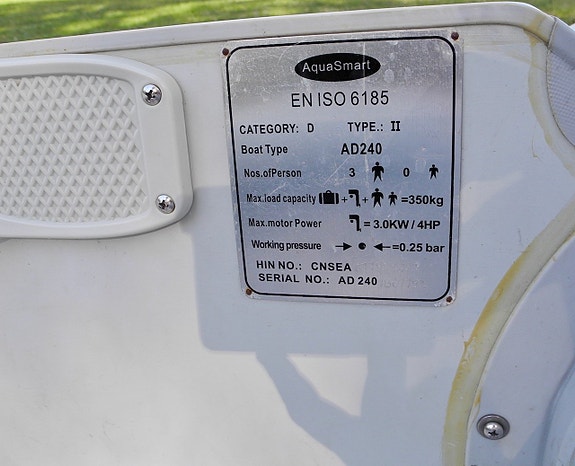 AquaSmart
EN ISO 6185
CATEGORY: D TYPE.: II
Boat Type AD240
Nos.ofPerson 3 0
Max.load capacity + + =350kg
Max.motor Power = 3.0KW / 4HP
Working pressure =0.25 bar
HIN NO.: CNSEA
SERIAL NO.: AD 240